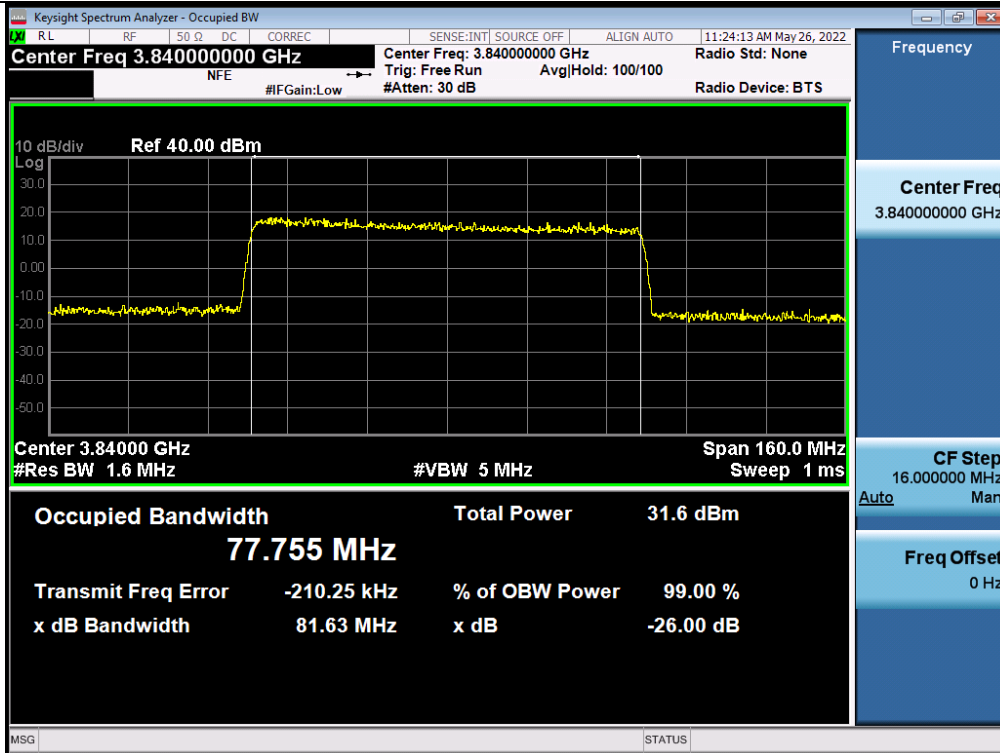 Keysight Spectrum Analyzer - Occupied BW
LXI RL RF 50 Ω DC CORREC SENSE:INT SOURCE OFF ALIGN AUTO 11:24:13 AM May 26, 2022
Center Freq 3.840000000 GHz
NFE
#IFGain:Low
Center Freq: 3.840000000 GHz
Trig: Free Run Avg|Hold: 100/100
#Atten: 30 dB
Radio Std: None
Radio Device: BTS
10 dB/div Ref 40.00 dBm
Log
30.0
20.0
10.0
0.00
-10.0
-20.0
-30.0
-40.0
-50.0
Center 3.84000 GHz Span 160.0 MHz
#Res BW 1.6 MHz #VBW 5 MHz Sweep 1 ms
Occupied Bandwidth Total Power 31.6 dBm
77.755 MHz
Transmit Freq Error -210.25 kHz % of OBW Power 99.00 %
x dB Bandwidth 81.63 MHz x dB -26.00 dB
MSG STATUS
Frequency
Center Freq
3.840000000 GHz
CF Step
16.000000 MHz
Auto Man
Freq Offset
0 Hz